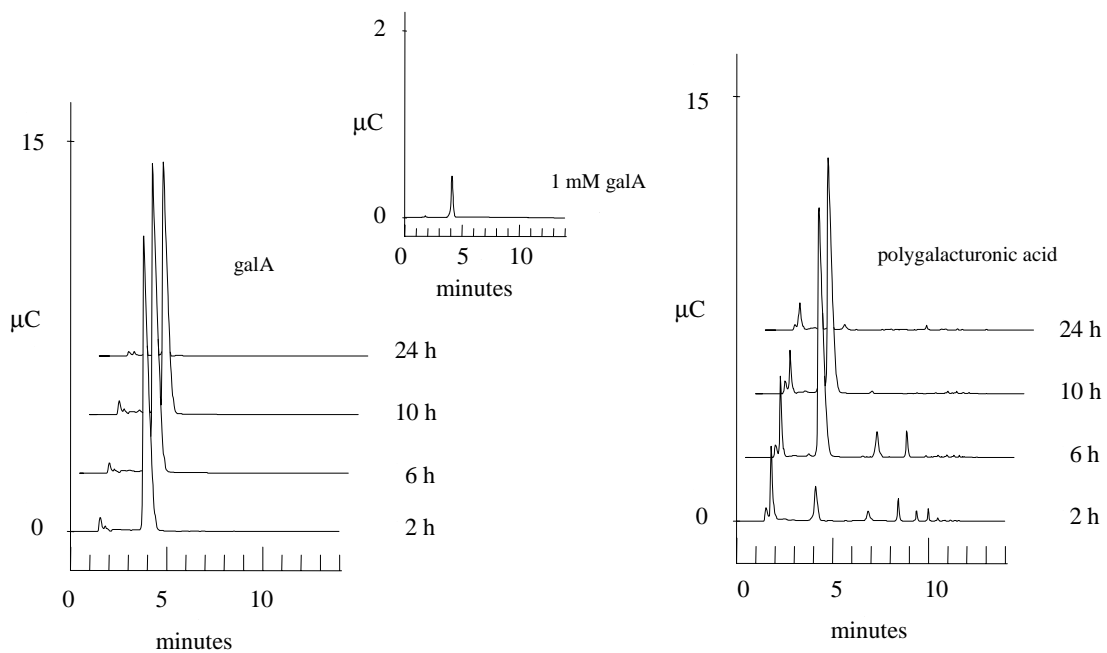 15
μC
0
galA
24 h
10 h
6 h
2 h
0
5
10
minutes
2
μC
0
1 mM galA
0
5
10
minutes
15
μC
0
polygalacturonic acid
24 h
10 h
6 h
2 h
0
5
10
minutes